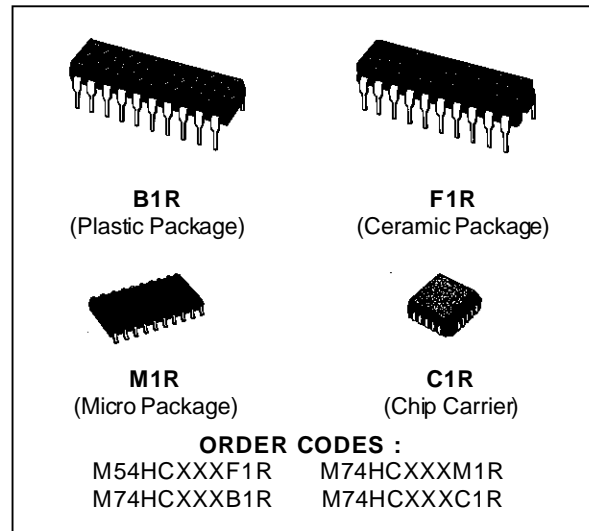 B1R
(Plastic Package)
F1R
(Ceramic Package)
M1R
(Micro Package)
C1R
(Chip Carrier)
ORDER CODES :
M54HCXXXF1R M74HCXXXM1R
M74HCXXXB1R M74HCXXXC1R